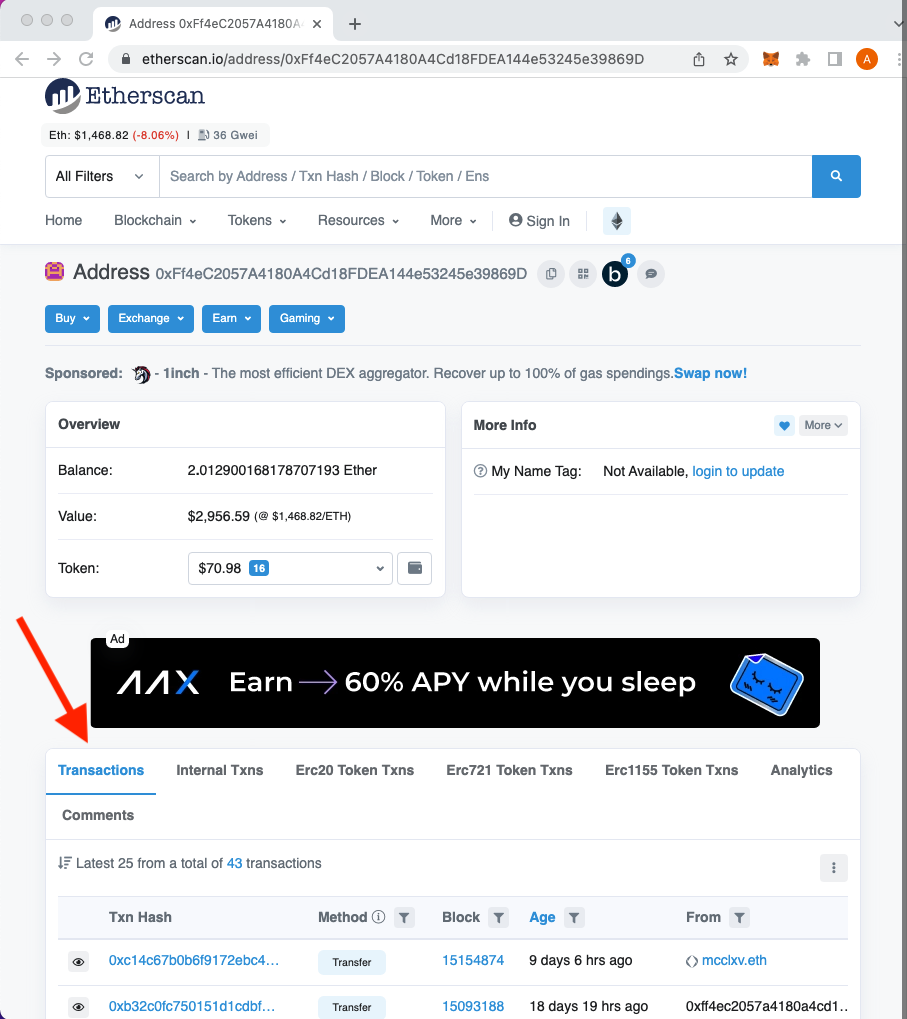 Address 0xFf4eC2057A4180A
etherscan.io/address/0xFf4eC2057A4180A4Cd18FDEA144e53245e39869D
A
Etherscan
Eth: $1,468.82 (-8.06%) | 36 Gwei
All Filters Search by Address / Txn Hash / Block / Token / Ens
Home Blockchain Tokens Resources More Sign In
Address 0xFf4eC2057A4180A4Cd18FDEA144e53245e39869D b 6
Buy Exchange Earn Gaming
Sponsored: - 1inch - The most efficient DEX aggregator. Recover up to 100% of gas spendings.Swap now!
Overview
Balance: 2.012900168178707193 Ether
Value: $2,956.59 (@ $1,468.82/ETH)
Token: $70.98 16
More Info More
My Name Tag: Not Available, login to update
Ad
AAX Earn → 60% APY while you sleep
Transactions Internal Txns Erc20 Token Txns Erc721 Token Txns Erc1155 Token Txns Analytics
Comments
Latest 25 from a total of 43 transactions
Txn Hash Method Block Age From
0xc14c67b0b6f9172ebc4... Transfer 15154874 9 days 6 hrs ago mcclxv.eth
0xb32c0fc750151d1cdbf... Transfer 15093188 18 days 19 hrs ago 0xff4ec2057a4180a4cd1..